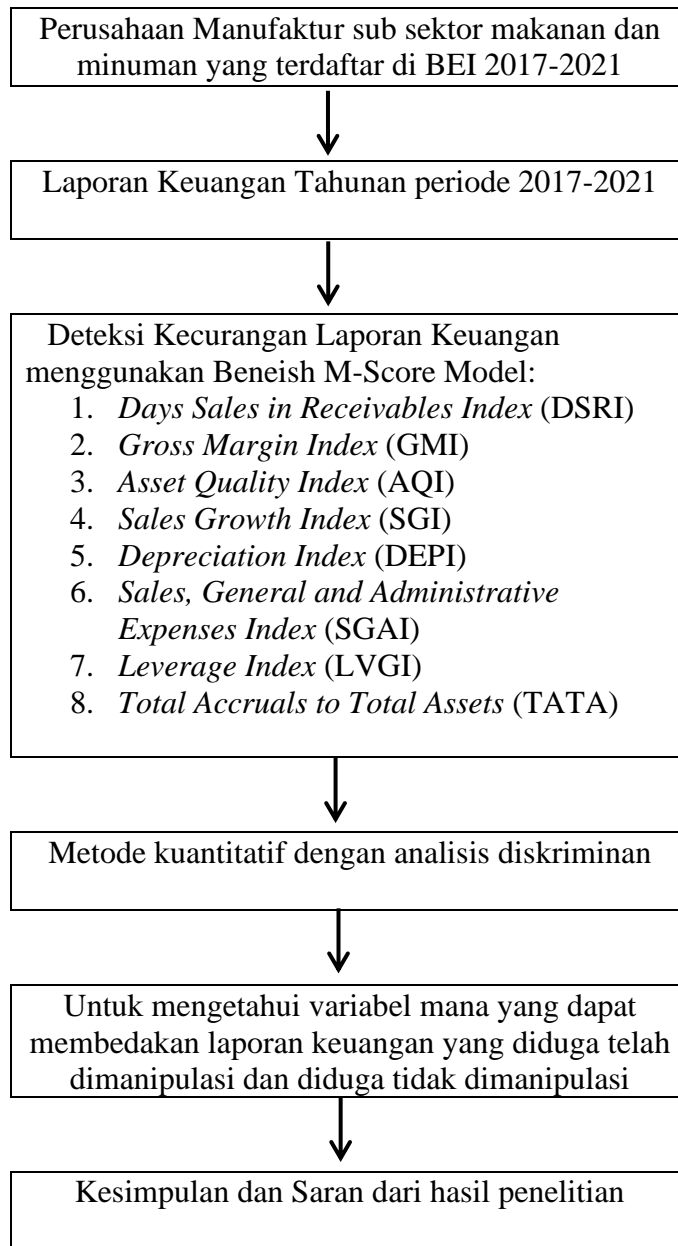 Perusahaan Manufaktur sub sektor makanan dan
minuman yang terdaftar di BEI 2017-2021
Laporan Keuangan Tahunan periode 2017-2021
Deteksi Kecurangan Laporan Keuangan
menggunakan Beneish M-Score Model:
1. Days Sales in Receivables Index (DSRI)
2. Gross Margin Index (GMI)
3. Asset Quality Index (AQI)
4. Sales Growth Index (SGI)
5. Depreciation Index (DEPI)
6. Sales, General and Administrative
Expenses Index (SGAI)
7. Leverage Index (LVGI)
8. Total Accruals to Total Assets (TATA)
Metode kuantitatif dengan analisis diskriminan
Untuk mengetahui variabel mana yang dapat
membedakan laporan keuangan yang diduga telah
dimanipulasi dan diduga tidak dimanipulasi
Kesimpulan dan Saran dari hasil penelitian